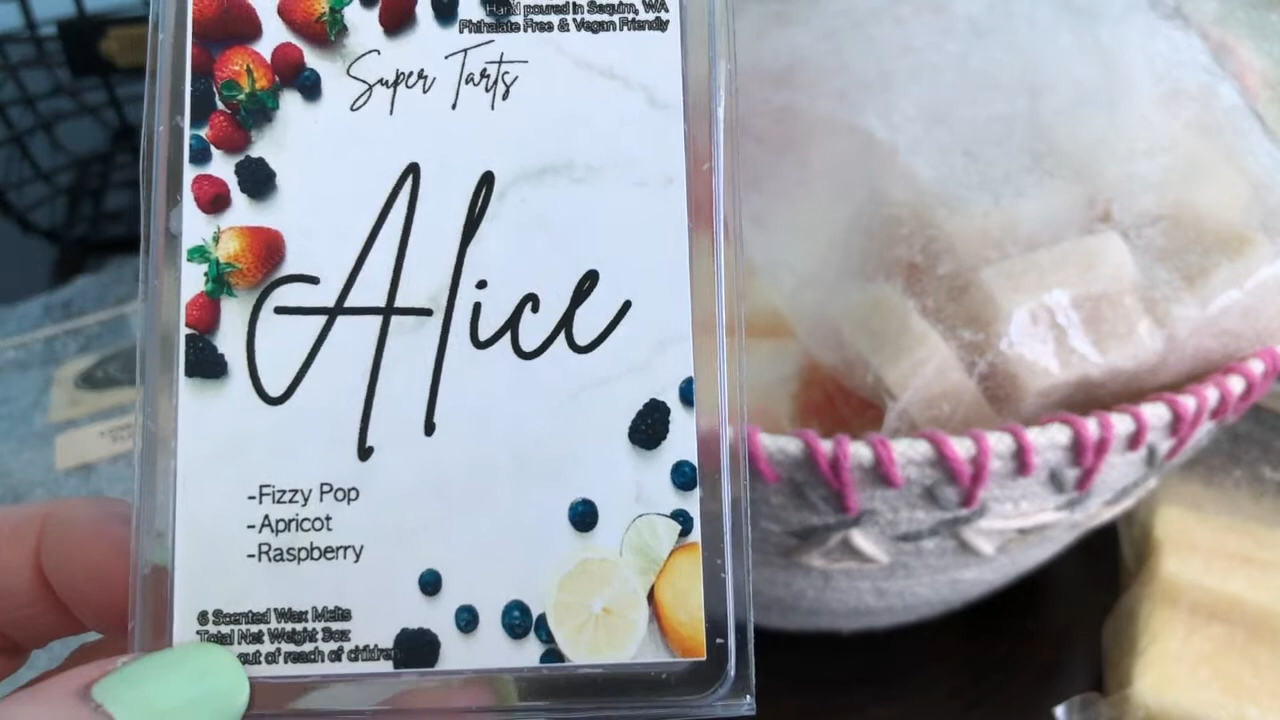 Hand poured in Sequim, WA
Phthalate Free & Vegan Friendly
Super Tarts
Alice
-Fizzy Pop
-Apricot
-Raspberry
6 Scented Wax Melts
Total Net Weight 3oz
out of reach of children